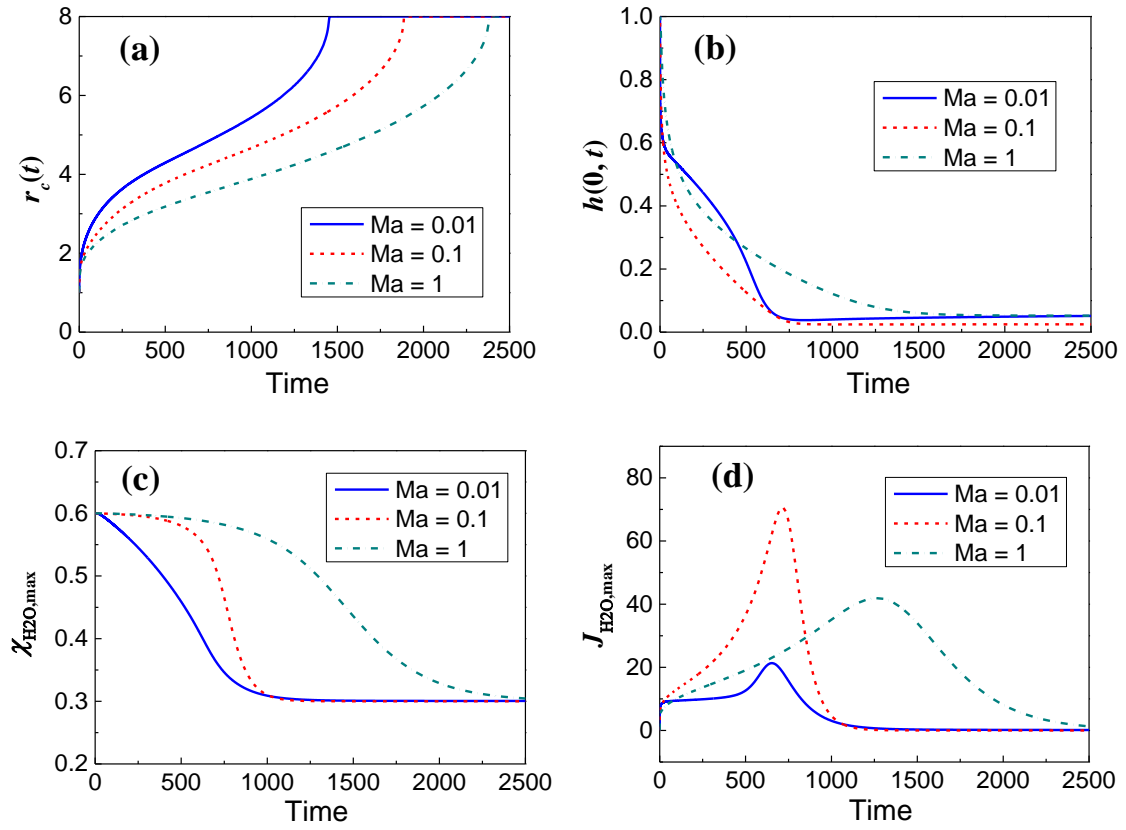 (a)
8
6
4
2
0
r_c(t)
0 500 1000 1500 2000 2500
Time
Ma = 0.01
Ma = 0.1
Ma = 1
(b)
1.0
0.8
0.6
0.4
0.2
0.0
h(0, t)
0 500 1000 1500 2000 2500
Time
Ma = 0.01
Ma = 0.1
Ma = 1
(c)
0.7
0.6
0.5
0.4
0.3
0.2
χ_H2O,max
0 500 1000 1500 2000 2500
Time
Ma = 0.01
Ma = 0.1
Ma = 1
(d)
80
60
40
20
0
J_H2O,max
0 500 1000 1500 2000 2500
Time
Ma = 0.01
Ma = 0.1
Ma = 1